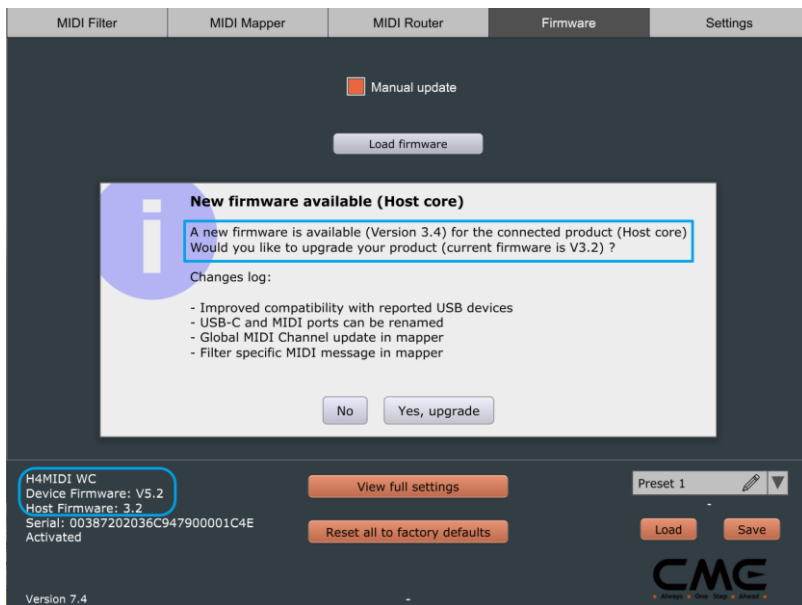 MIDI Filter
MIDI Mapper
MIDI Router
Firmware
Settings
Manual update
Load firmware
New firmware available (Host core)
A new firmware is available (Version 3.4) for the connected product (Host core)
Would you like to upgrade your product (current firmware is V3.2) ?
Changes log:
- Improved compatibility with reported USB devices
- USB-C and MIDI ports can be renamed
- Global MIDI Channel update in mapper
- Filter specific MIDI message in mapper
No
Yes, upgrade
H4MIDI WC
Device Firmware: V5.2
Host Firmware: 3.2
Serial: 00387202036C947900001C4E
Activated
View full settings
Reset all to factory defaults
Preset 1
-
Load
Save
CME
Always One Step Ahead
Version 7.4
-